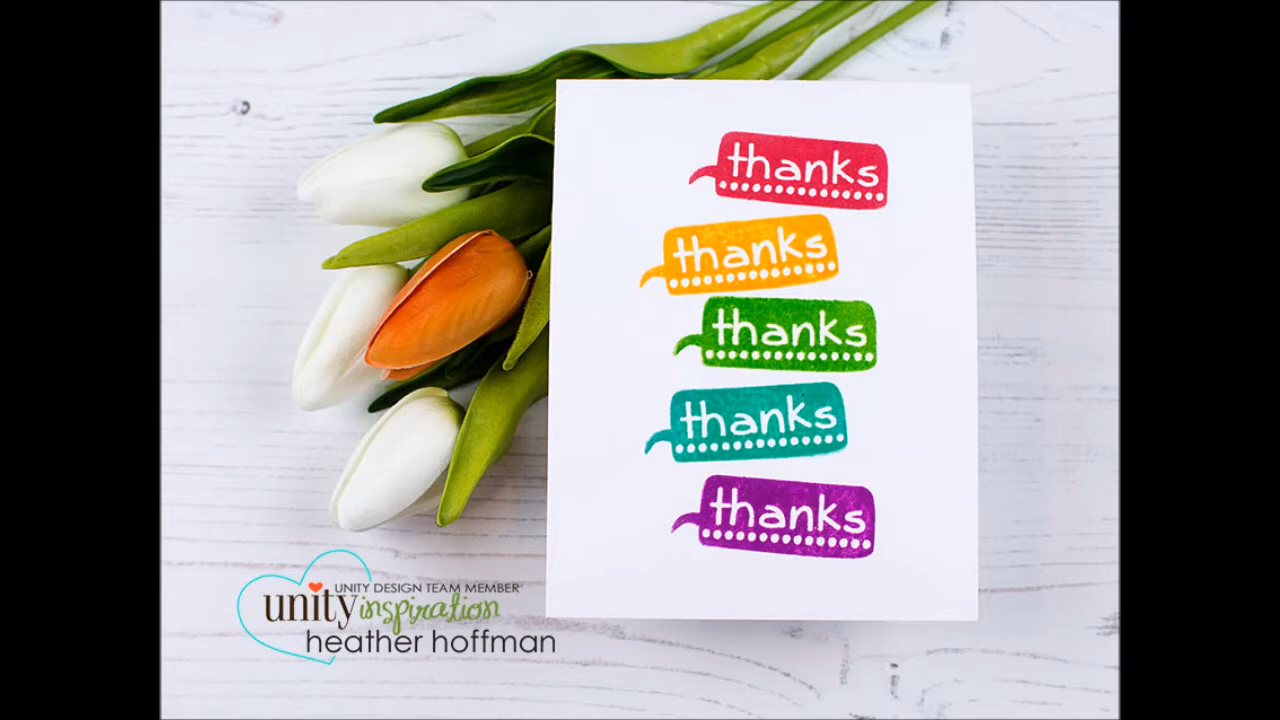 thanks
thanks
thanks
thanks
thanks
UNITY DESIGN TEAM MEMBER
unity inspiration
heather hoffman